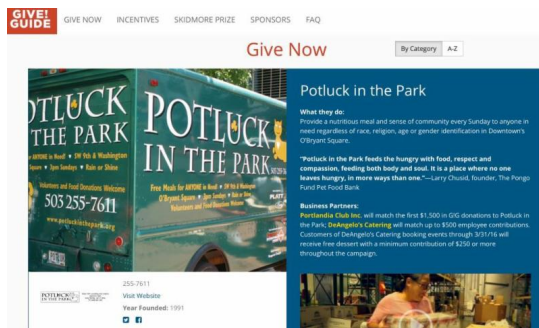 GIVE!
GUIDE
GIVE NOW
INCENTIVES
SKIDMORE PRIZE
SPONSORS
FAQ
Give Now
By Category
A-Z
POTLUCK
THE PARK
for ANYONE in Need! • SW 9th & Washington
Square • 3pm Sundays • Rain or Shine
Volunteers and Food Donations Welcome
503 255-7611
www.potluckinthepark.org
POTLUCK
IN THE PARK
Free Meals for ANYONE in Need! • SW 9th & Washington
O'Bryant Square • 3pm Sundays • Rain or Shine
Volunteers and Food Donations Welcome
PLATT
POTLUCK
IN THE PARK
255-7611
Visit Website
Year Founded: 1991
Potluck in the Park
What they do:
Provide a nutritious meal and sense of community every Sunday to anyone in
need regardless of race, religion, age or gender identification in Downtown's
O'Bryant Square.
"Potluck in the Park feeds the hungry with food, respect and
compassion, feeding both body and soul. It is a place where no one
leaves hungry, in more ways than one."—Larry Chusid, founder, The Pongo
Fund Pet Food Bank
Business Partners:
Portlandia Club Inc. will match the first $1,500 in G!G donations to Potluck in
the Park; DeAngelo's Catering will match up to $500 employee contributions.
Customers of DeAngelo's Catering booking events through 3/31/16 will
receive free dessert with a minimum contribution of $250 or more
throughout the campaign.